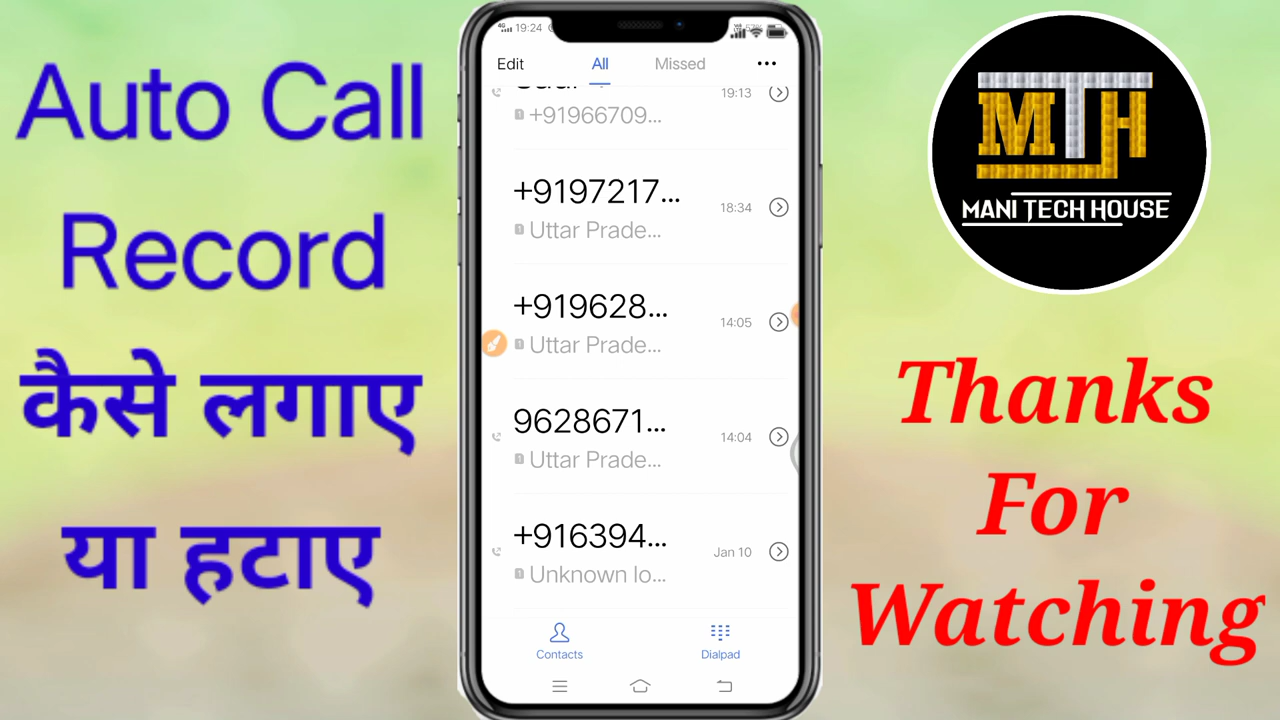 Auto Call
Record
कैसे लगाए
या हटाए
19:24
Edit
All
Missed
19:13
+91966709...
+9197217...
18:34
Uttar Prade...
+919628...
14:05
Uttar Prade...
9628671...
14:04
Uttar Prade...
+916394...
Jan 10
Unknown lo...
Contacts
Dialpad
MTH
MANI TECH HOUSE
Thanks
For
Watching